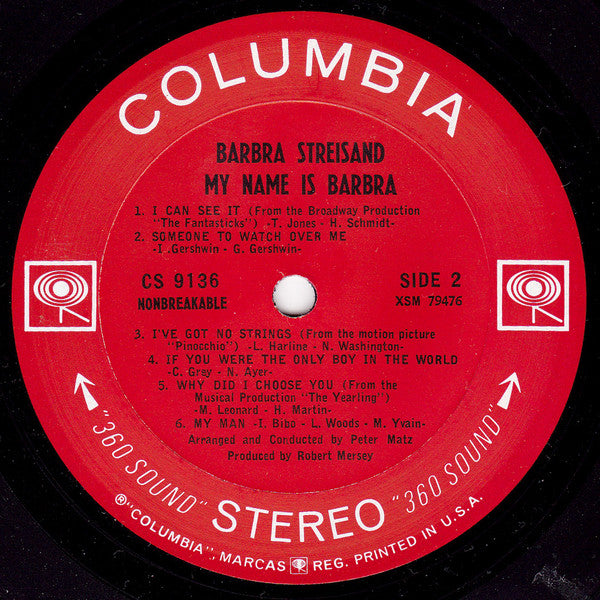 COLUMBIA
BARBRA STREISAND
MY NAME IS BARBRA
1. I CAN SEE IT (From the Broadway Production
"The Fantasticks") -T. Jones - H. Schmidt-
2. SOMEONE TO WATCH OVER ME
-I. Gershwin - G. Gershwin-
CS 9136
SIDE 2
NONBREAKABLE
XSM 79476
3. I'VE GOT NO STRINGS (From the motion picture
"Pinocchio") -L. Harline - N. Washington-
4. IF YOU WERE THE ONLY BOY IN THE WORLD
-C. Grey - N. Ayer-
5. WHY DID I CHOOSE YOU (From the
Musical Production "The Yearling")
-M. Leonard - H. Martin-
6. MY MAN -I. Bibo - L. Woods - M. Yvain-
Arranged and Conducted by Peter Matz
Produced by Robert Mersey
"360 SOUND" STEREO "360 SOUND"
®"COLUMBIA", MARCAS REG. PRINTED IN U.S.A.